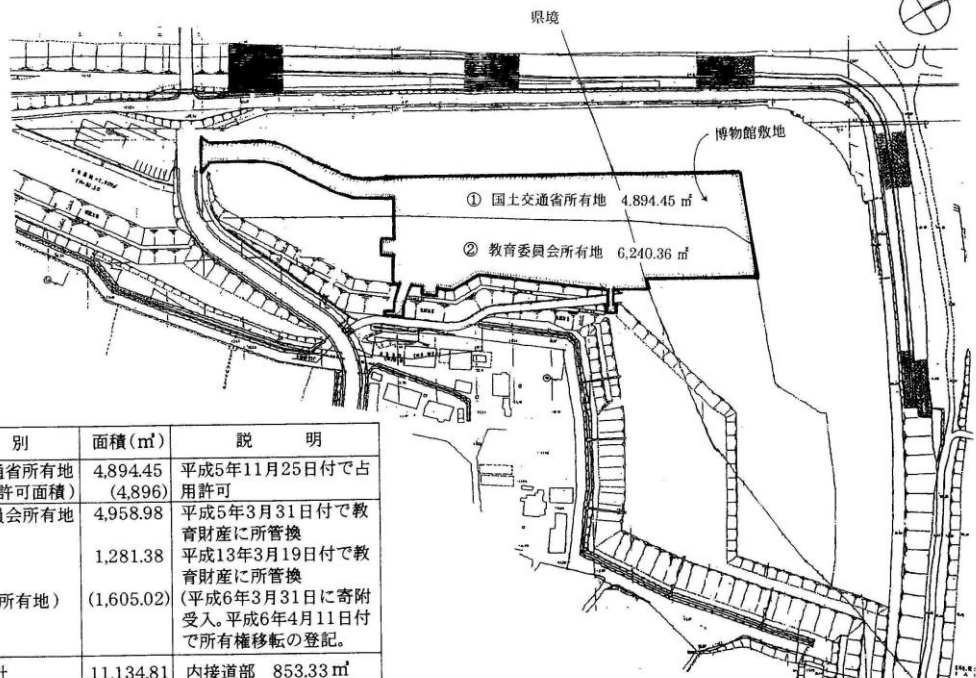 県境
博物館敷地
① 国土交通省所有地 4,894.45 ㎡
② 教育委員会所有地 6,240.36 ㎡
別 面積(㎡) 説 明
通省所有地 4,894.45 平成5年11月25日付で占
許可面積) (4,896) 用許可
員会所有地 4,958.98 平成5年3月31日付で教
育財産に所管換
1,281.38 平成13年3月19日付で教
育財産に所管換
所有地) (1,605.02) (平成6年3月31日に寄附
受入。平成6年4月11日付
で所有権移転の登記。
計 11,134.81 内接道部 853.33㎡